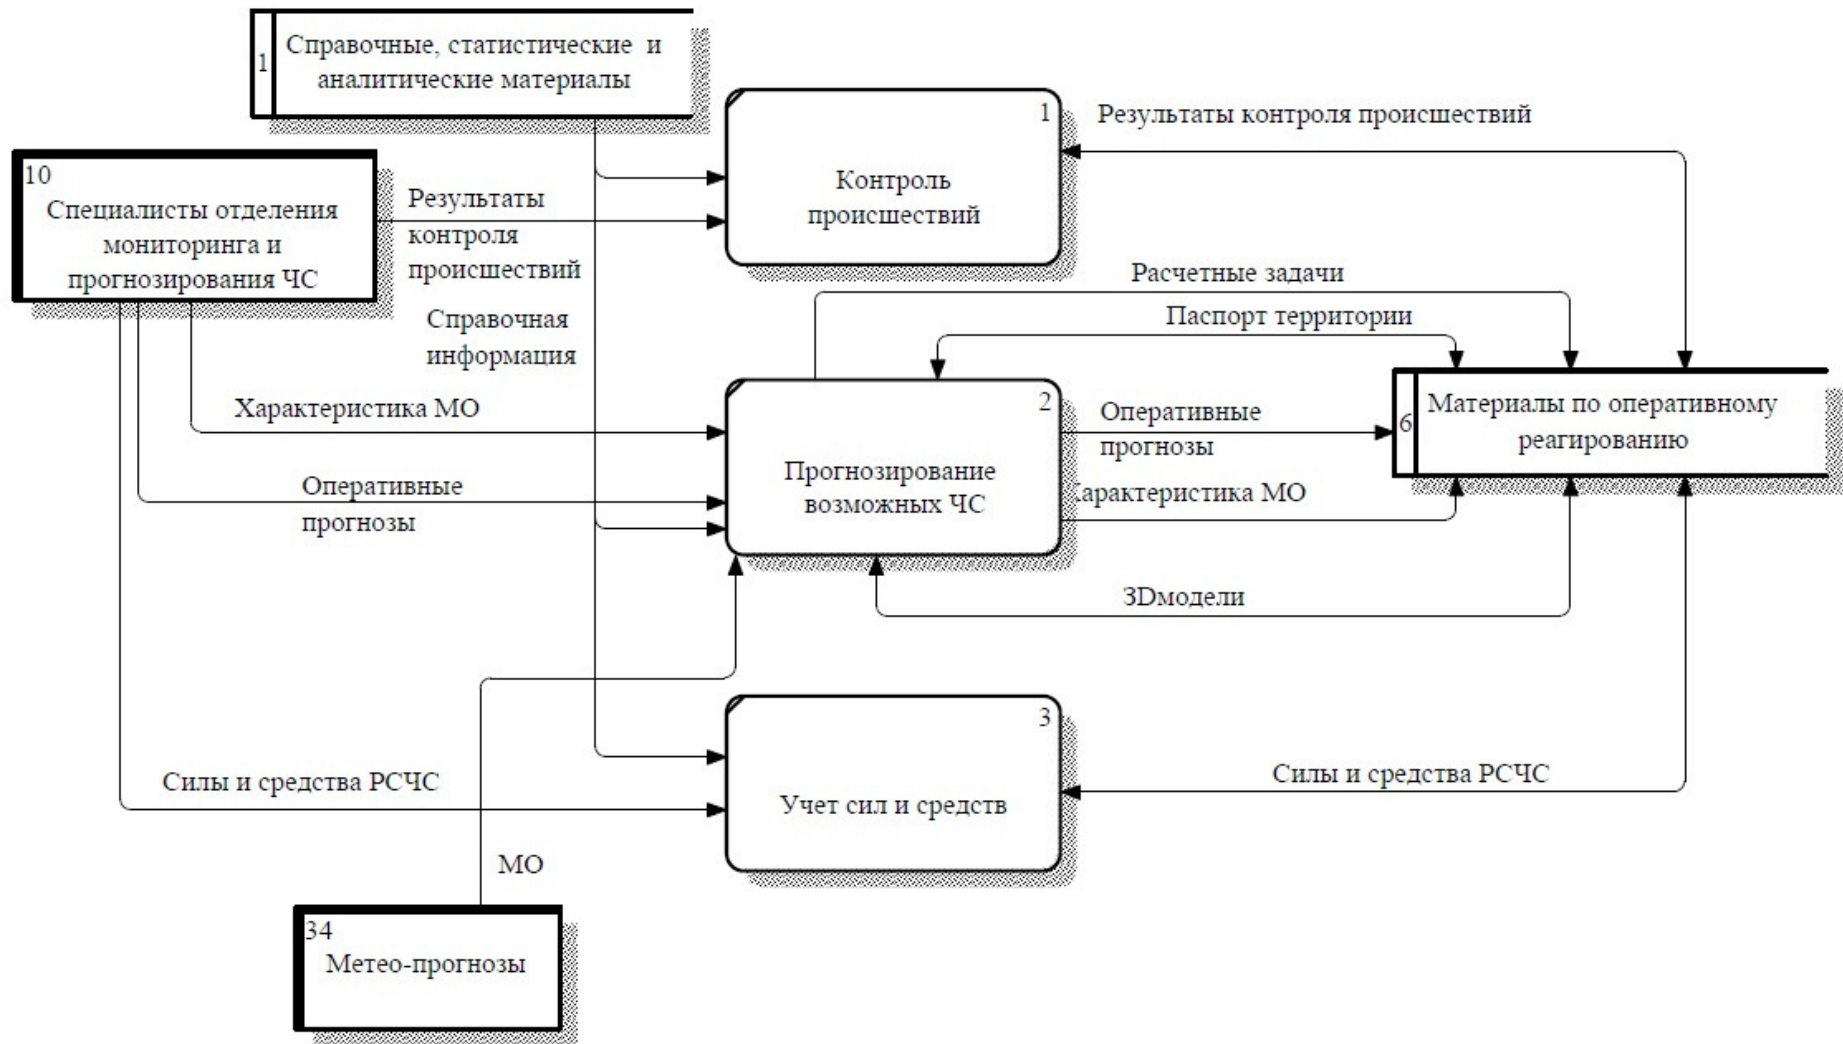 1
Справочные, статистические и
аналитические материалы
10
Специалисты отделения
мониторинга и
прогнозирования ЧС
Результаты
контроля
происшествий
Справочная
информация
1
Контроль
происшествий
Результаты контроля происшествий
Расчетные задачи
Паспорт территории
Характеристика МО
Оперативные
прогнозы
2
Прогнозирование
возможных ЧС
Оперативные
прогнозы
6
Материалы по оперативному
реагированию
характеристика МО
3Dмодели
Силы и средства РСЧС
3
Учет сил и средств
Силы и средства РСЧС
МО
34
Метео-прогнозы